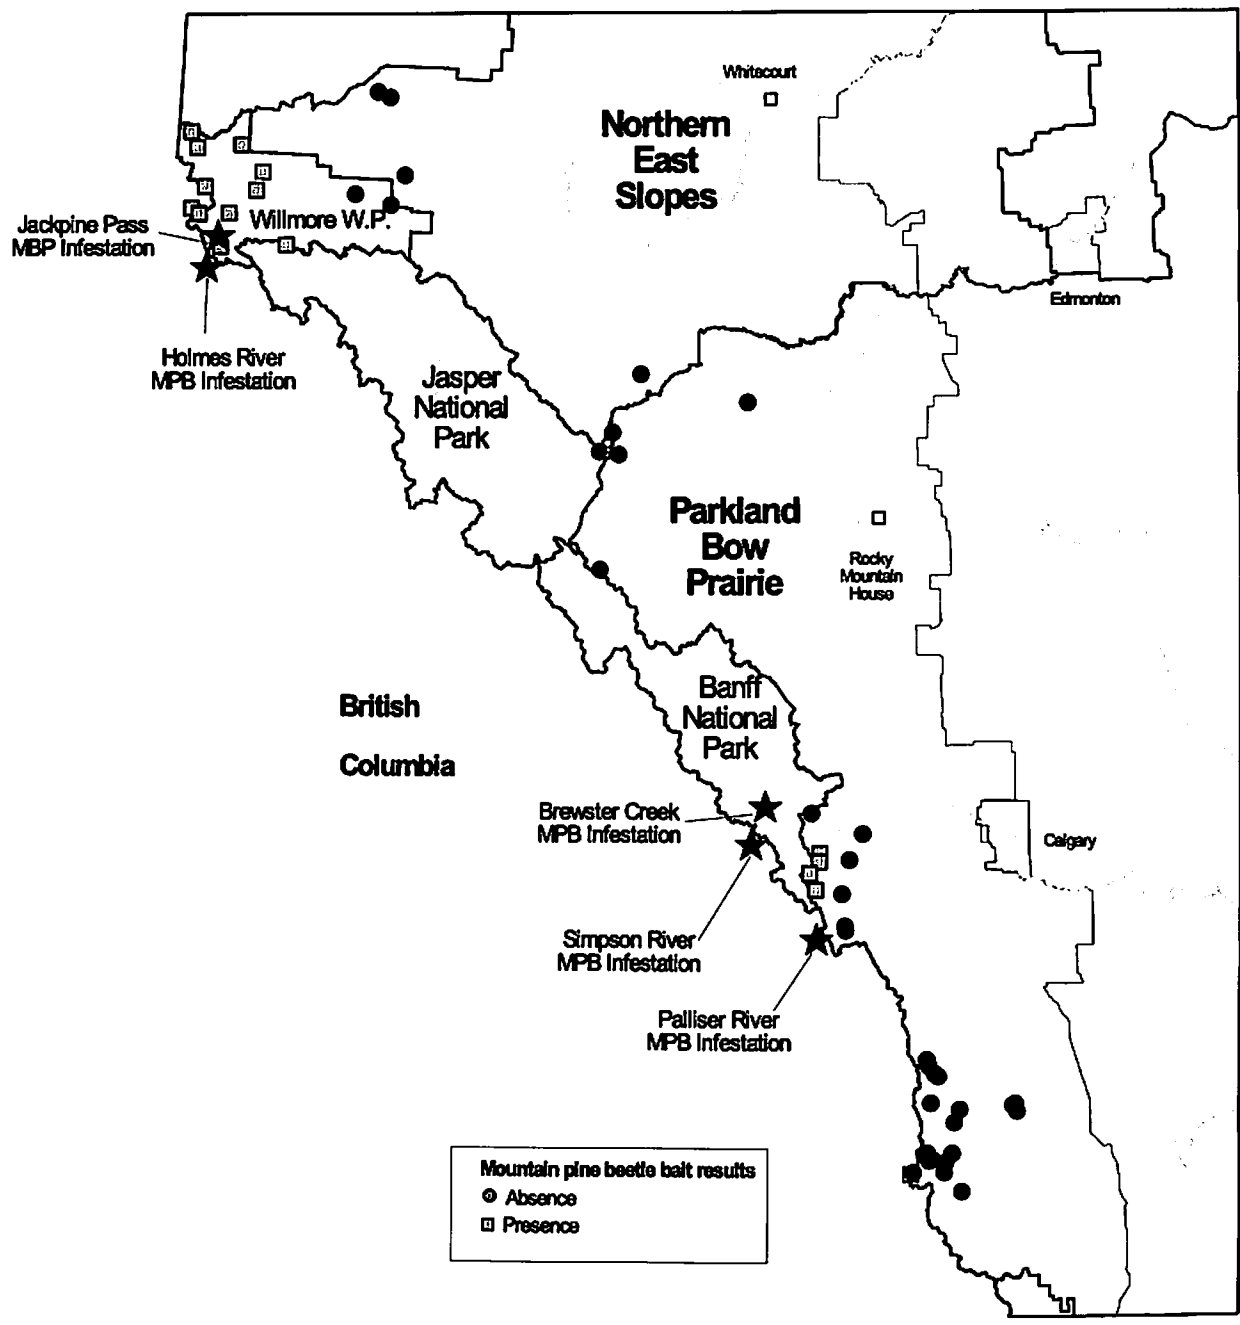 Whitecourt
Northern
East
Slopes
Willmore W.P.
Jackpine Pass
MBP Infestation
Edmonton
Holmes River
MPB Infestation
Jasper
National
Park
Parkland
Bow
Prairie
Rocky
Mountain
House
British
Columbia
Banff
National
Park
Brewster Creek
MPB Infestation
Calgary
Simpson River
MPB Infestation
Palliser River
MPB Infestation
Mountain pine beetle bait results
Absence
Presence